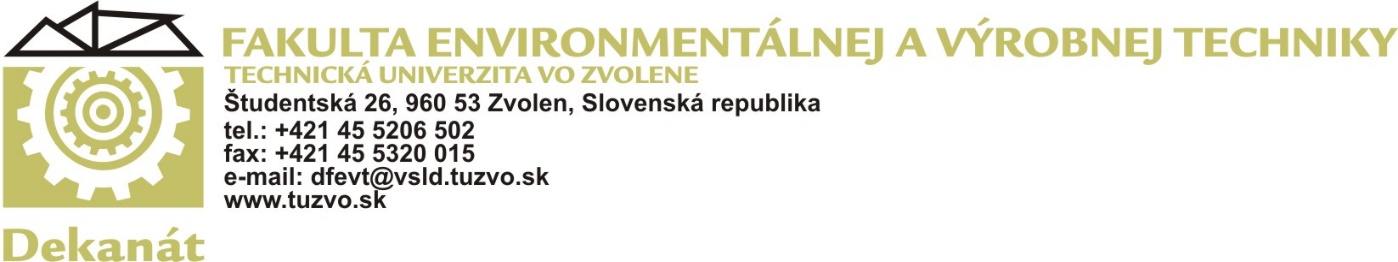 FAKULTA ENVIRONMENTÁLNEJ A VÝROBNEJ TECHNIKY
TECHNICKÁ UNIVERZITA VO ZVOLENE
Študentská 26, 960 53 Zvolen, Slovenská republika
tel.: +421 45 5206 502
fax: +421 45 5320 015
e-mail: dfevt@vsld.tuzvo.sk
www.tuzvo.sk
Dekanát